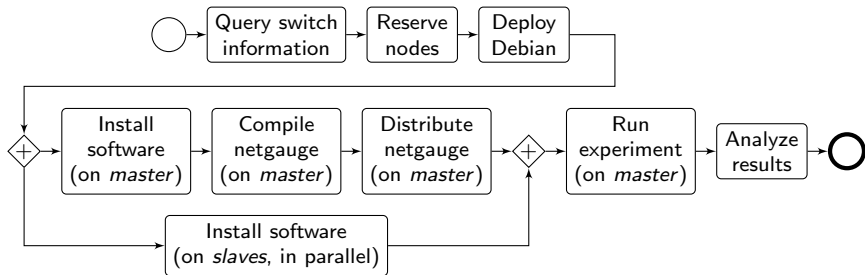 Query switch
information
Reserve
nodes
Deploy
Debian
Install
software
(on master)
Compile
netgauge
(on master)
Distribute
netgauge
(on master)
Run
experiment
(on master)
Analyze
results
Install software
(on slaves, in parallel)